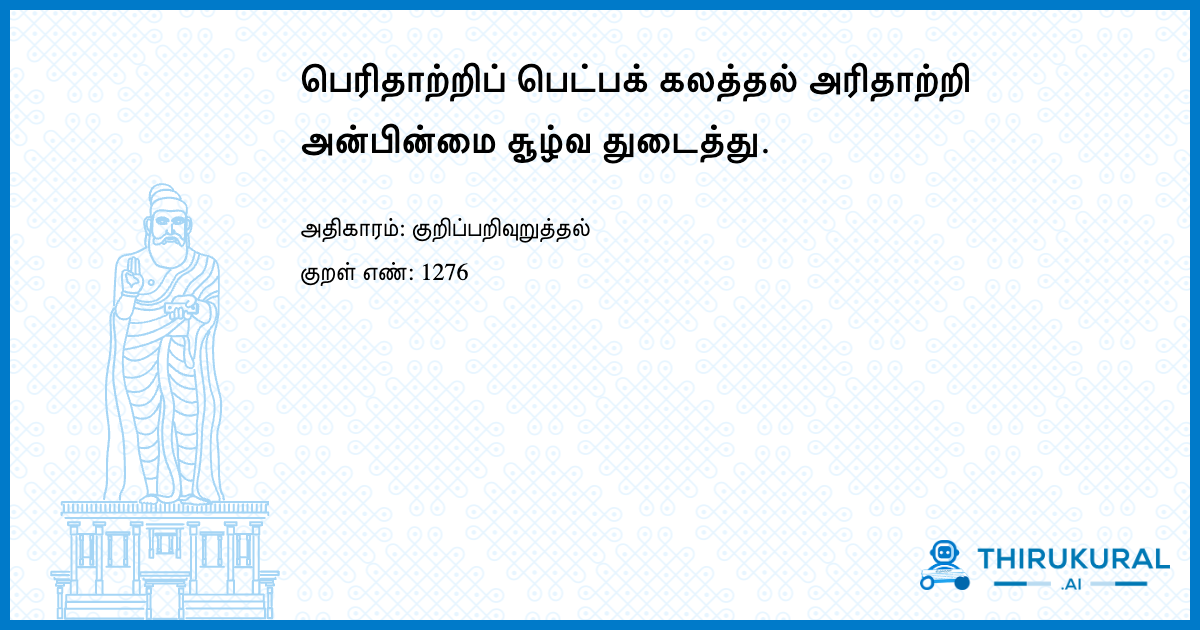 பெரிதாற்றிப் பெட்பக் கலத்தல் அரிதாற்றி
அன்பின்மை சூழ்வ துடைத்து.
அதிகாரம்: குறிப்பறிவுறுத்தல்
குறள் எண்: 1276
THIRUKURAL
.AI